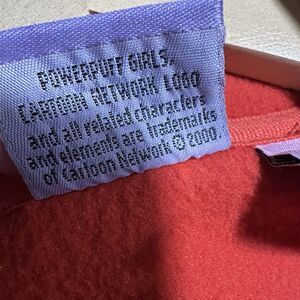 POWERPUFF GIRLS,
CARTOON NETWORK LOGO
and all related characters
and elements are trademarks
of Cartoon Network © 2000.